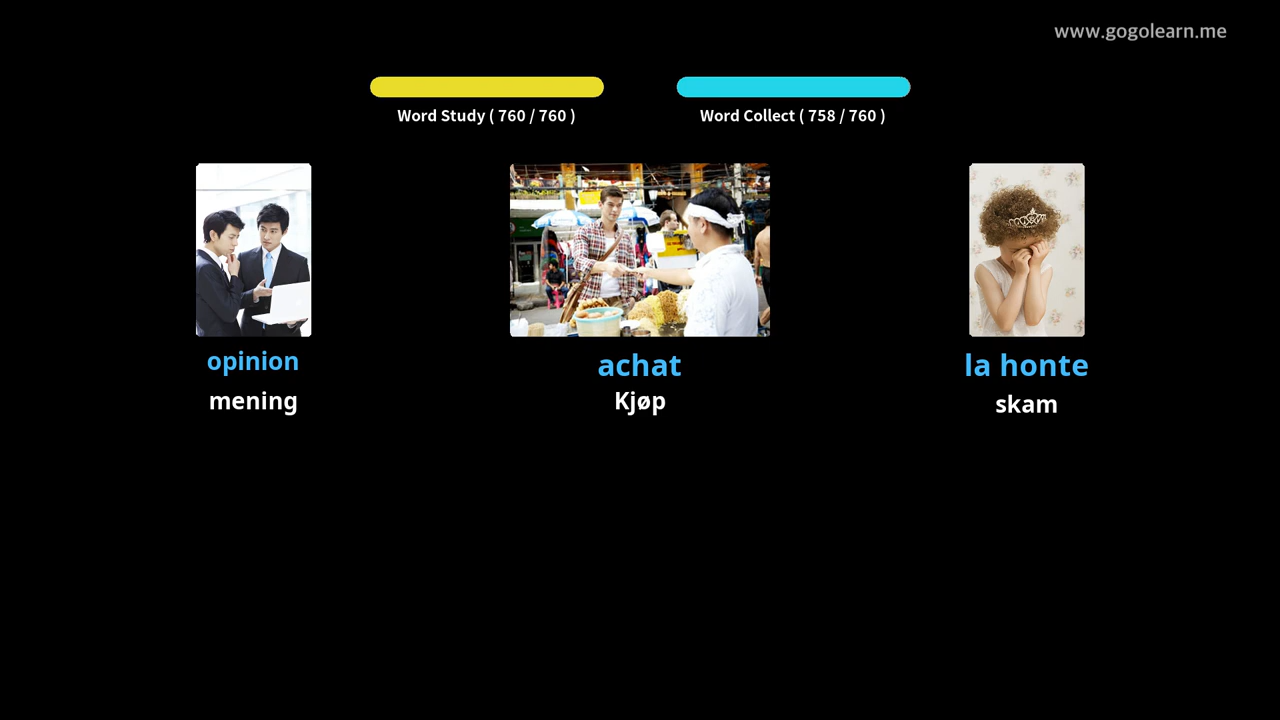 www.gogolearn.me
Word Study ( 760 / 760 )
Word Collect ( 758 / 760 )
opinion
mening
achat
Kjøp
la honte
skam